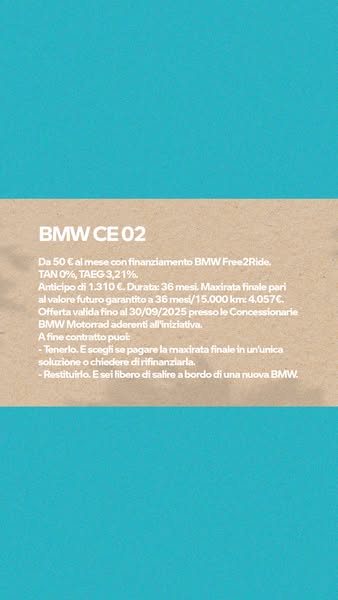 BMW CE 02
Da 50 € al mese con finanziamento BMW Free2Ride.
TAN 0%, TAEG 3,21%.
Anticipo di 1.310 €. Durata: 36 mesi. Maxirata finale pari
al valore futuro garantito a 36 mesi/15.000 km: 4.057€.
Offerta valida fino al 30/09/2025 presso le Concessionarie
BMW Motorrad aderenti all'iniziativa.
A fine contratto puoi:
- Tenerlo. E scegli se pagare la maxirata finale in un'unica
soluzione o chiedere di rifinanziarla.
- Restituirlo. E sei libero di salire a bordo di una nuova BMW.